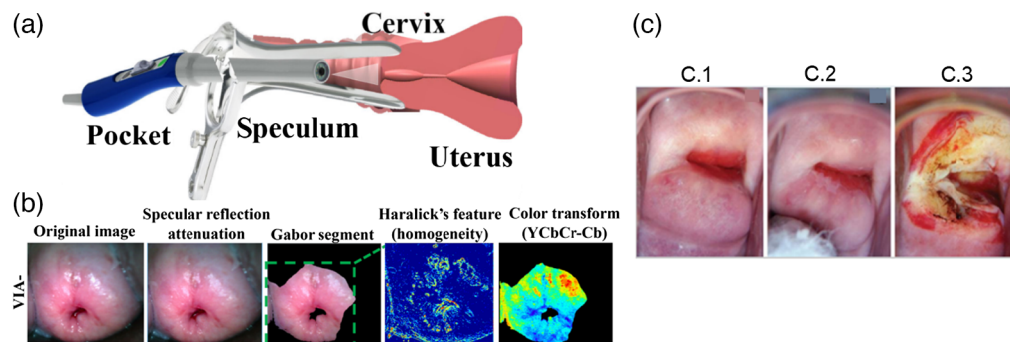 (a)
Cervix
Pocket
Speculum
Uterus
(b)
Original image
Specular reflection
attenuation
Gabor segment
Haralick's feature
(homogeneity)
Color transform
(YCbCr-Cb)
VIA-
(c)
C.1
C.2
C.3